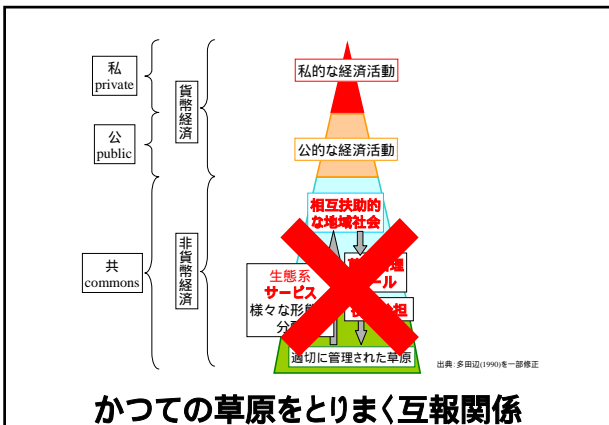 私
private
公
public
共
commons
貨幣経済
非貨幣経済
私的な経済活動
公的な経済活動
相互扶助的
な地域社会
生態系
サービス
様々な形
理
ール
担
適切に管理された草原
出典:多田辺(1990)を一部修正
かつての草原をとりまく互報関係